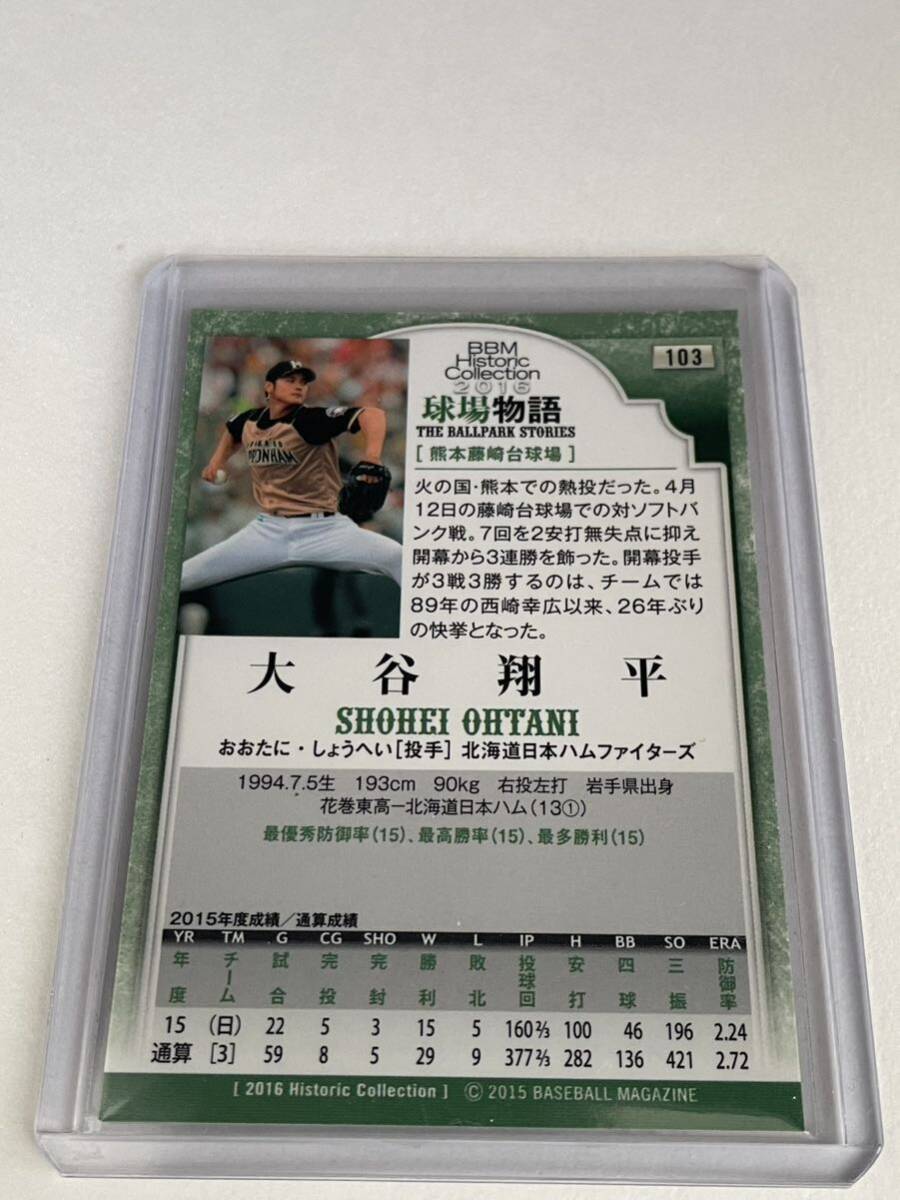 BBM
Historic
Collection
2016
103
球場物語
THE BALLPARK STORIES
[ 熊本藤崎台球場 ]
火の国・熊本での熱投だった。4月
12日の藤崎台球場での対ソフトバ
ンク戦。7回を2安打無失点に抑え
開幕から3連勝を飾った。開幕投手
が3戦3勝するのは、チームでは
89年の西崎幸広以来、26年ぶり
の快挙となった。
大谷翔平
SHOHEI OHTANI
おおたに・しょうへい[投手] 北海道日本ハムファイターズ
1994.7.5生 193cm 90kg 右投左打 岩手県出身
花巻東高ー北海道日本ハム(13①)
最優秀防御率(15)、最高勝率(15)、最多勝利(15)
2015年度成績/通算成績
YR TM G CG SHO W L IP H BB SO ERA
年度 チーム 試合 完投 完封 勝利 敗北 投球回 安打 四球 三振 防御率
15 (日) 22 5 3 15 5 160⅔ 100 46 196 2.24
通算 [3] 59 8 5 29 9 377⅔ 282 136 421 2.72
[ 2016 Historic Collection ] © 2015 BASEBALL MAGAZINE